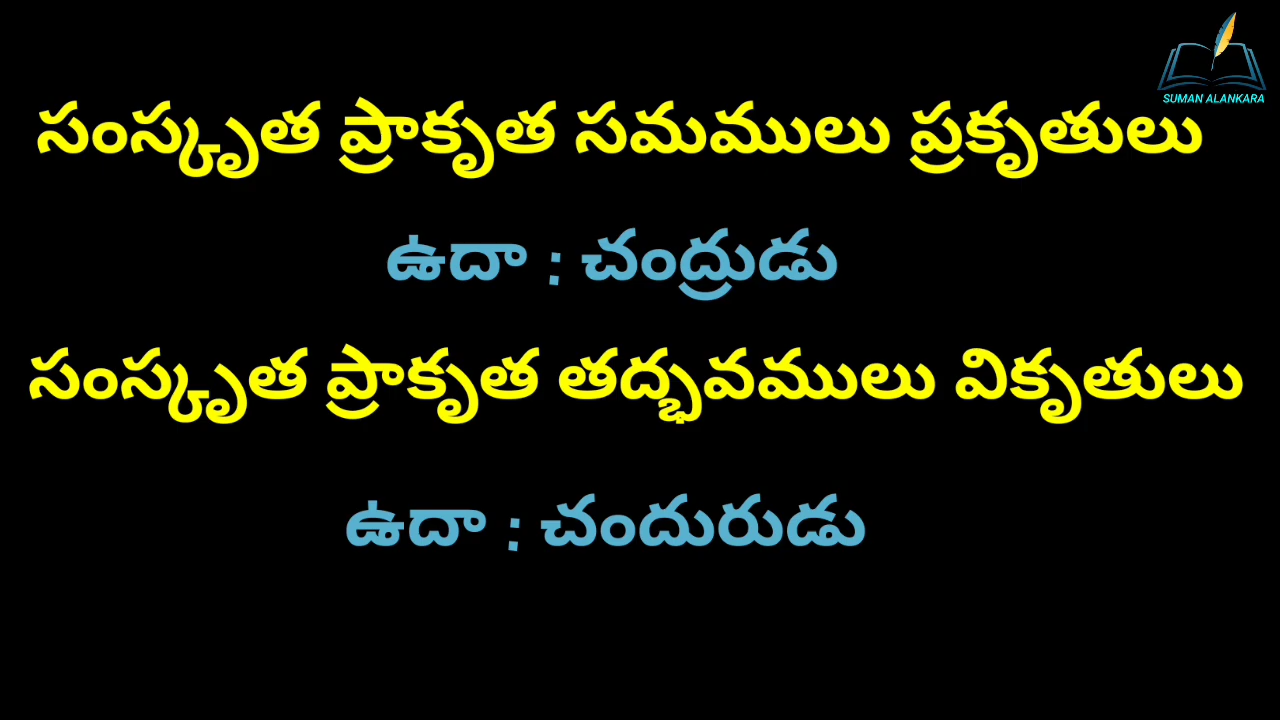 SUMAN ALANKARA
సంస్కృత ప్రాకృత సమములు ప్రకృతులు
ఉదా : చంద్రుడు
సంస్కృత ప్రాకృత తద్భవములు వికృతులు
ఉదా : చందురుడు